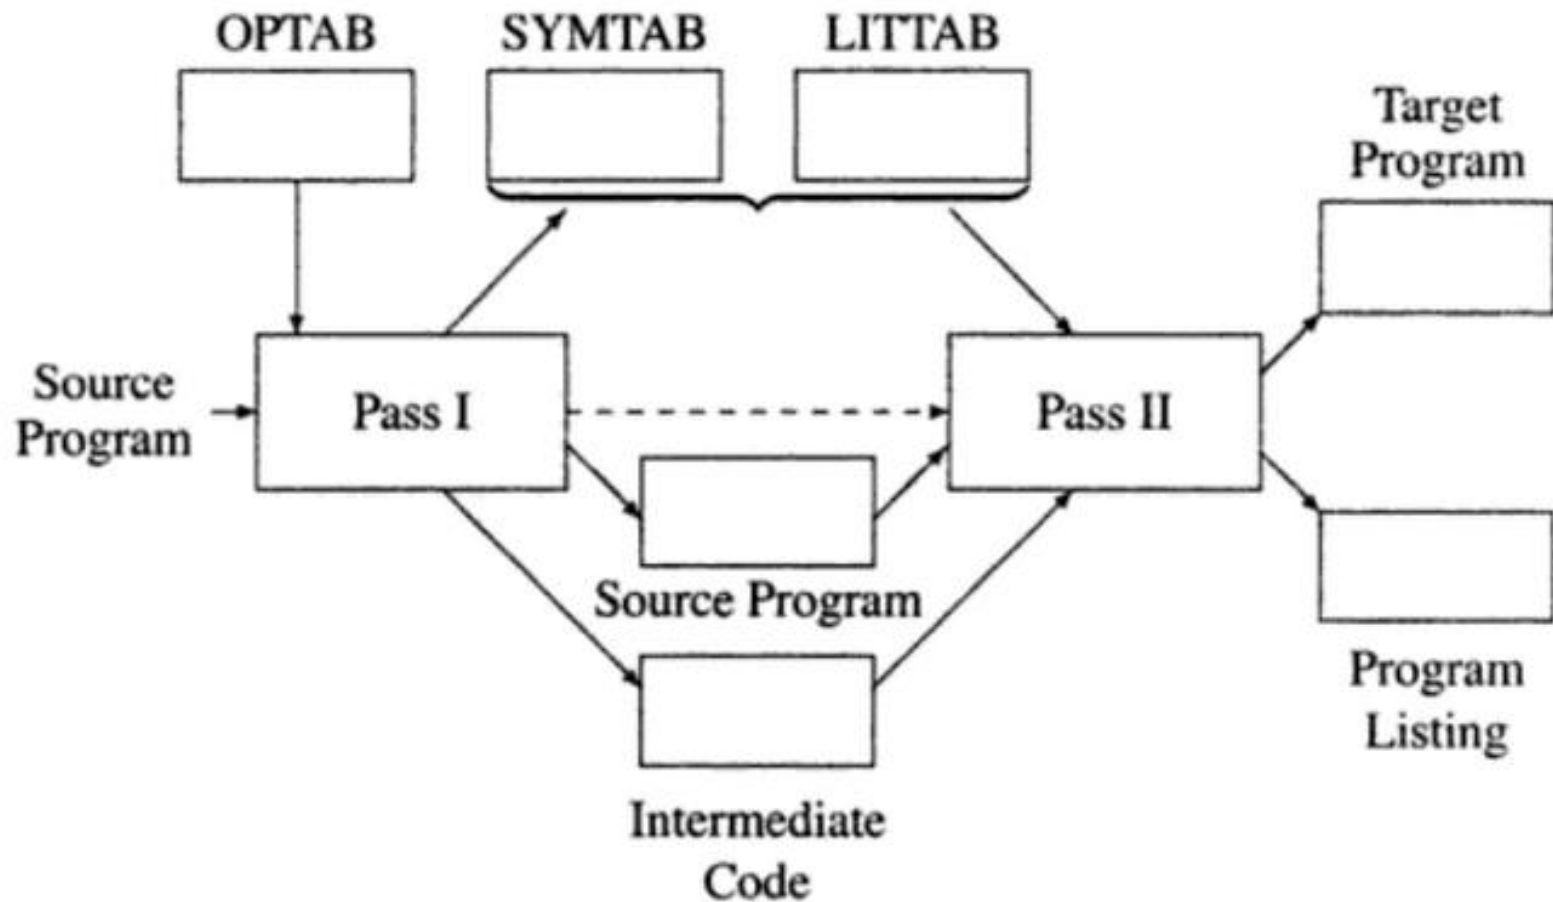 OPTAB
SYMTAB
LITTAB
Target
Program
Source
Program
Pass I
Pass II
Source Program
Program
Listing
Intermediate
Code